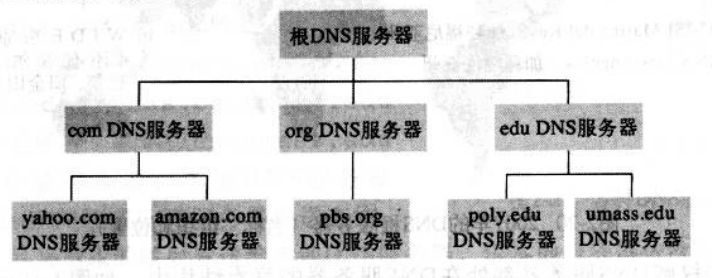 根DNS服务器
com DNS服务器
org DNS服务器
edu DNS服务器
yahoo.com
DNS服务器
amazon.com
DNS服务器
pbs.org
DNS服务器
poly.edu
DNS服务器
umass.edu
DNS服务器